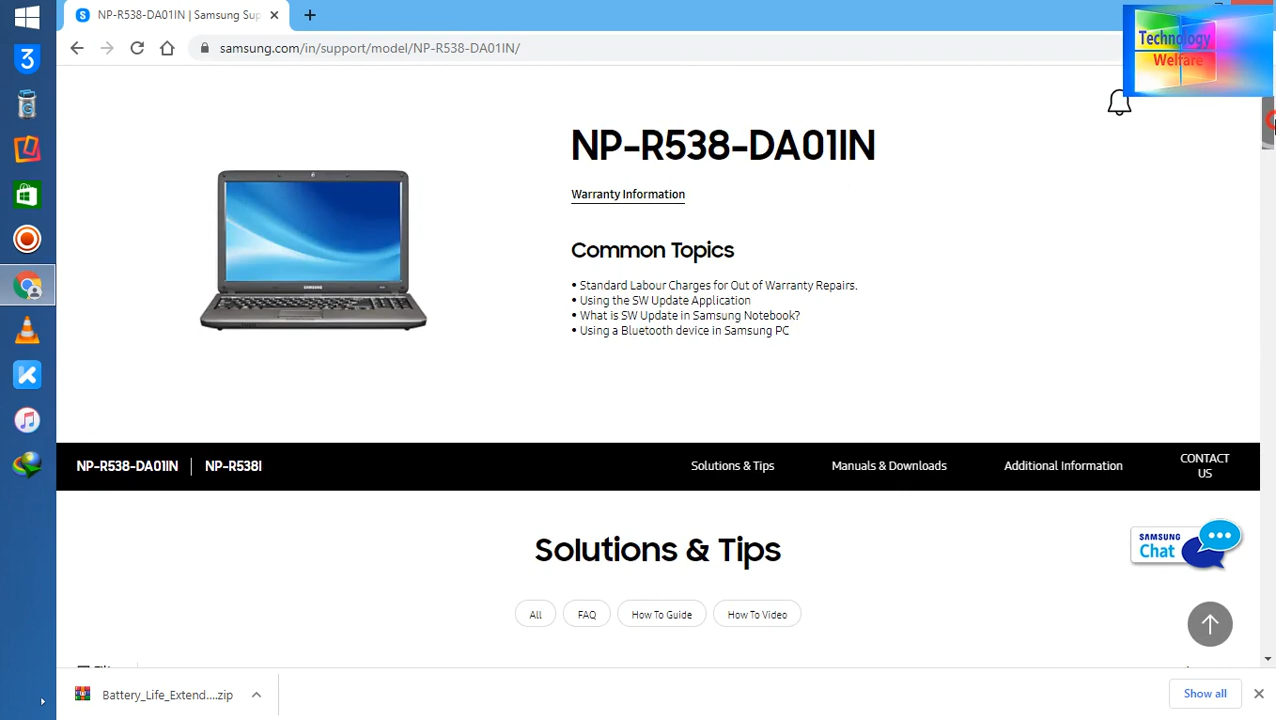 NP-R538-DA01IN | Samsung Sup
samsung.com/in/support/model/NP-R538-DA01IN/
Technology
Welfare
NP-R538-DA01IN
Warranty Information
Common Topics
• Standard Labour Charges for Out of Warranty Repairs.
• Using the SW Update Application
• What is SW Update in Samsung Notebook?
• Using a Bluetooth device in Samsung PC
SAMSUNG
NP-R538-DA01IN | NP-R538I
Solutions & Tips
Manuals & Downloads
Additional Information
CONTACT
US
Solutions & Tips
SAMSUNG
Chat
All
FAQ
How To Guide
How To Video
Battery_Life_Extend....zip
Show all